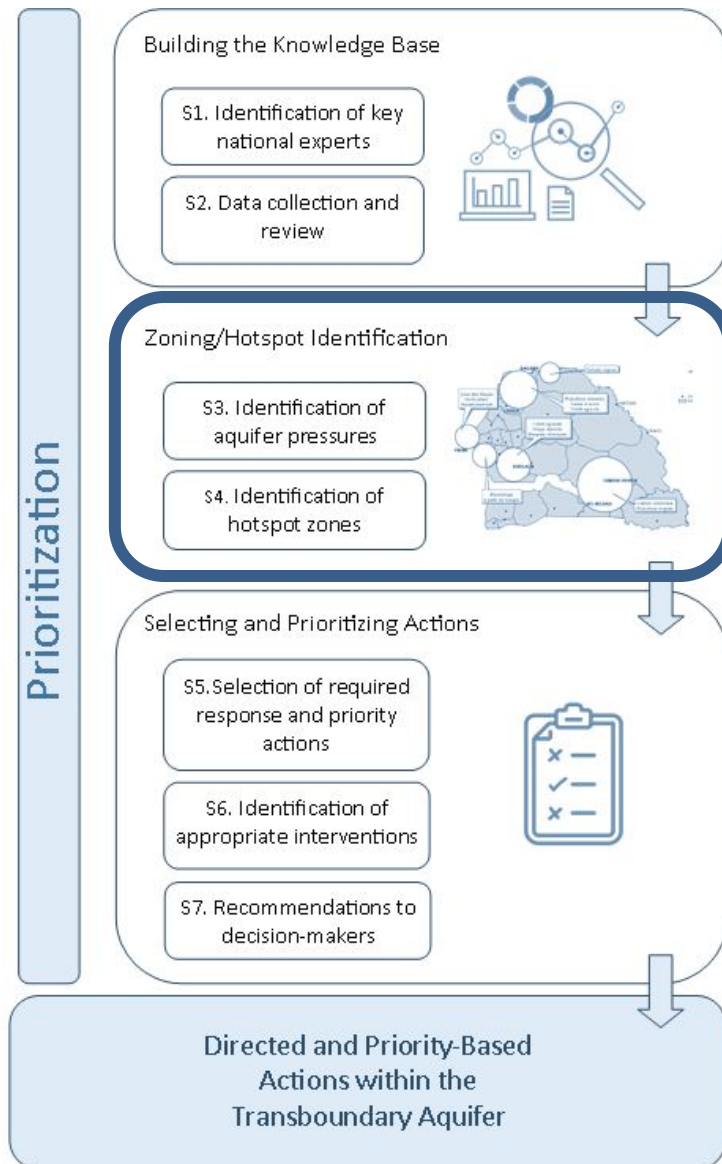 Building the Knowledge Base
S1. Identification of key
national experts
S2. Data collection and
review
Zoning/Hotspot Identification
S3. Identification of
aquifer pressures
S4. Identification of
hotspot zones
Selecting and Prioritizing Actions
S5.Selection of required
response and priority
actions
S6. Identification of
appropriate interventions
S7. Recommendations to
decision-makers
Prioritization
Directed and Priority-Based
Actions within the
Transboundary Aquifer